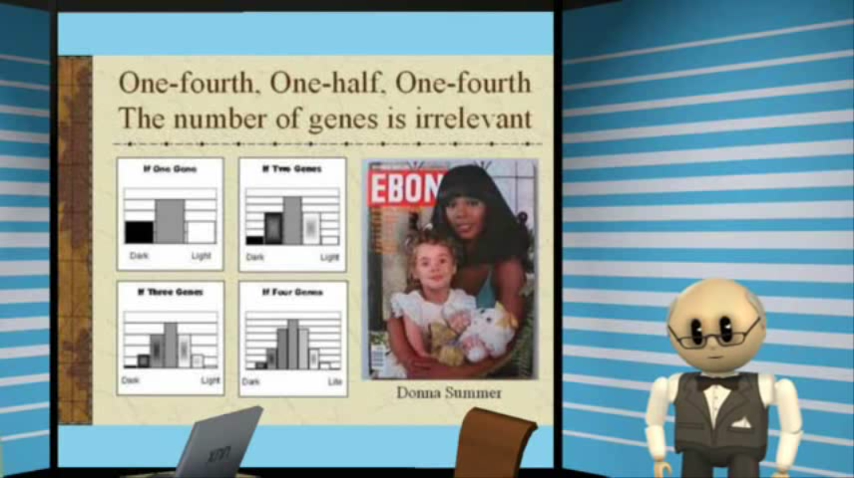 One-fourth, One-half, One-fourth
The number of genes is irrelevant
If One Gene
If Two Genes
Dark Light
Dark Light
If Three Genes
If Four Genes
Dark Light
Dark Lite
EBON
Donna Summer